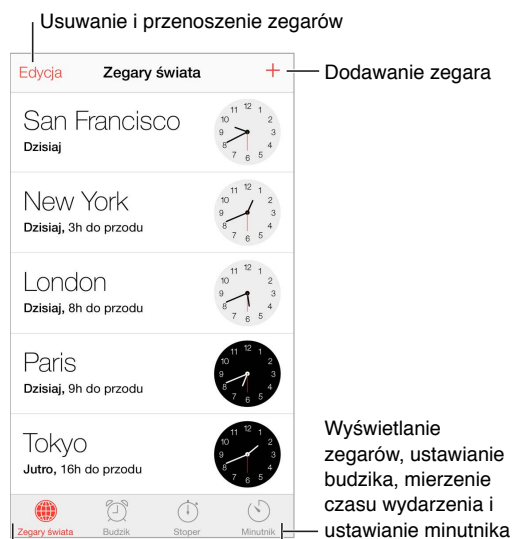 Usuwanie i przenoszenie zegarów
Edycja Zegary świata +
Dodawanie zegara
San Francisco
Dzisiaj
New York
Dzisiaj, 3h do przodu
London
Dzisiaj, 8h do przodu
Paris
Dzisiaj, 9h do przodu
Tokyo
Jutro, 16h do przodu
Wyświetlanie
zegarów, ustawianie
budzika, mierzenie
czasu wydarzenia i
ustawianie minutnika
Zegary świata Budzik Stoper Minutnik